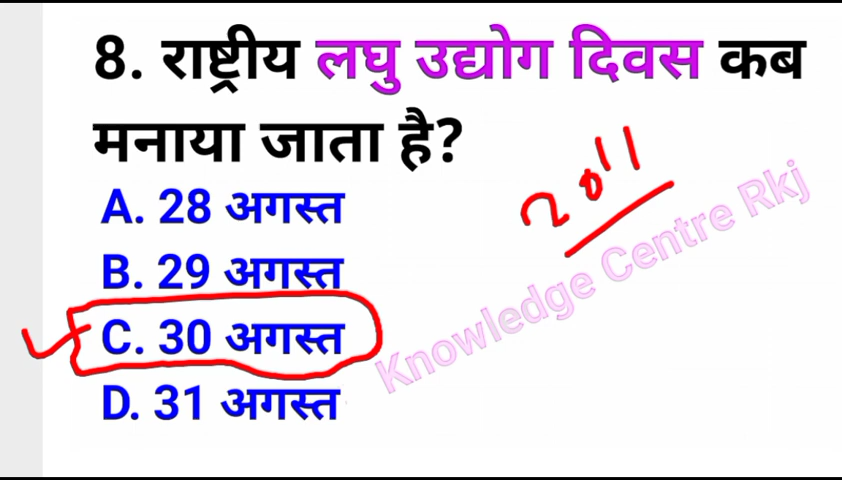 8. राष्ट्रीय लघु उद्योग दिवस कब
मनाया जाता है?
2011
A. 28 अगस्त
B. 29 अगस्त
C. 30 अगस्त
D. 31 अगस्त
Knowledge Centre Rkj